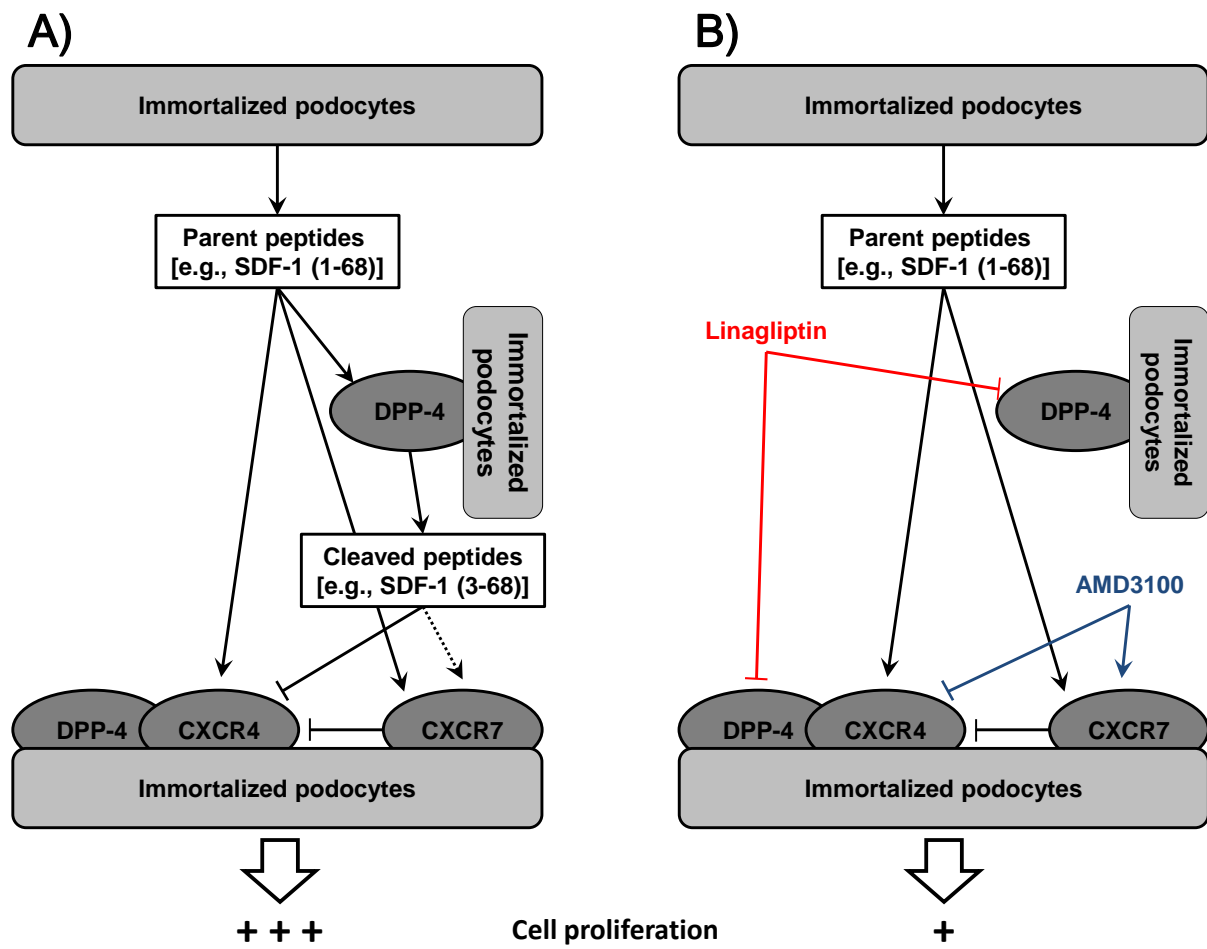 A)
Immortalized podocytes
Parent peptides
[e.g., SDF-1 (1-68)]
DPP-4
Immortalized
podocytes
Cleaved peptides
[e.g., SDF-1 (3-68)]
DPP-4
CXCR4
CXCR7
Immortalized podocytes
+ + +
Cell proliferation
B)
Immortalized podocytes
Parent peptides
[e.g., SDF-1 (1-68)]
Linagliptin
DPP-4
Immortalized
podocytes
AMD3100
DPP-4
CXCR4
CXCR7
Immortalized podocytes
+